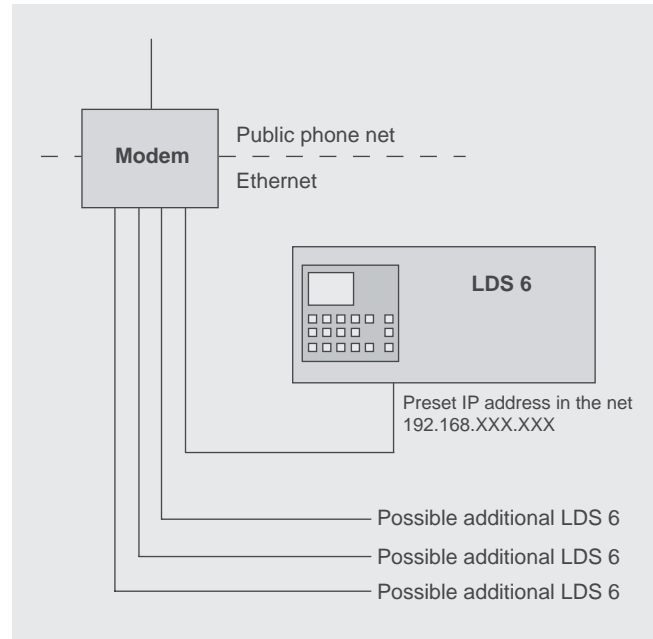 Public phone net
Modem
Ethernet
LDS 6
Preset IP address in the net
192.168.XXX.XXX
Possible additional LDS 6
Possible additional LDS 6
Possible additional LDS 6